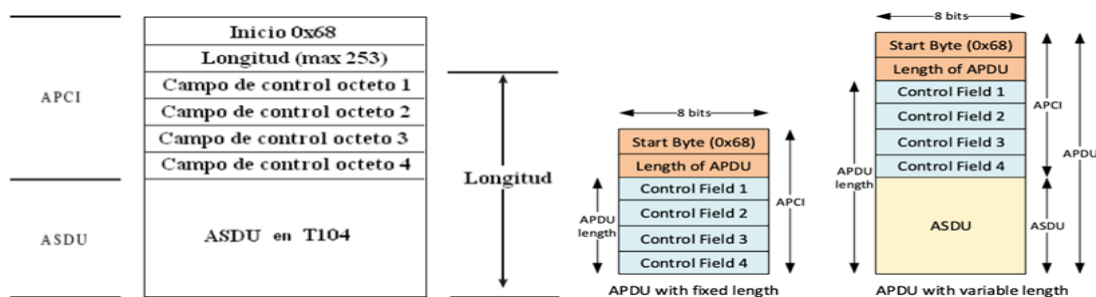 APCI
ASDU
Inicio 0x68
Longitud (max 253)
Campo de control octeto 1
Campo de control octeto 2
Campo de control octeto 3
Campo de control octeto 4
ASDU en T104
Longitud
8 bits
Start Byte (0x68)
Length of APDU
Control Field 1
Control Field 2
Control Field 3
Control Field 4
APDU
length
APCI
APDU with fixed length
8 bits
Start Byte (0x68)
Length of APDU
Control Field 1
Control Field 2
Control Field 3
Control Field 4
ASDU
APDU
length
APCI
ASDU
APDU
APDU with variable length